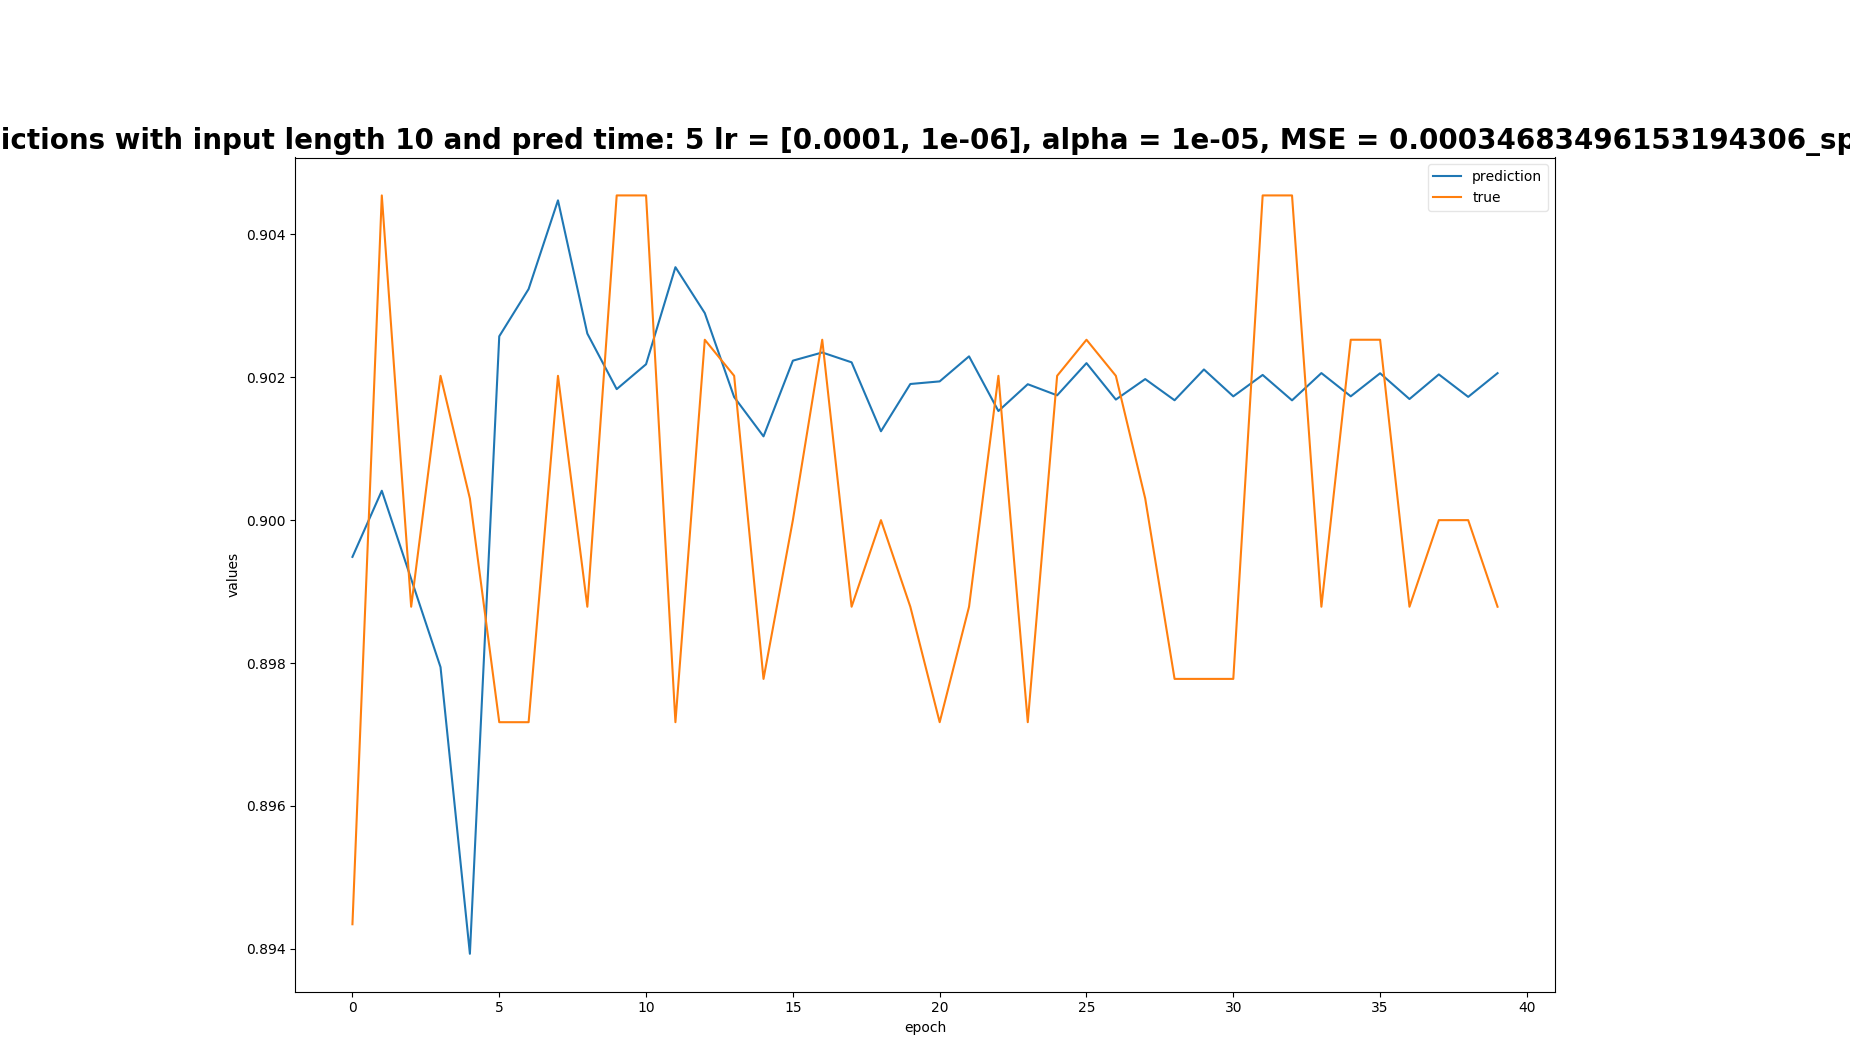 ictions with input length 10 and pred time: 5 lr = [0.0001, 1e-06], alpha = 1e-05, MSE = 0.00034683496153194306_sp
prediction
true
0.904
0.902
0.900
0.898
0.896
0.894
values
0 5 10 15 20 25 30 35 40
epoch